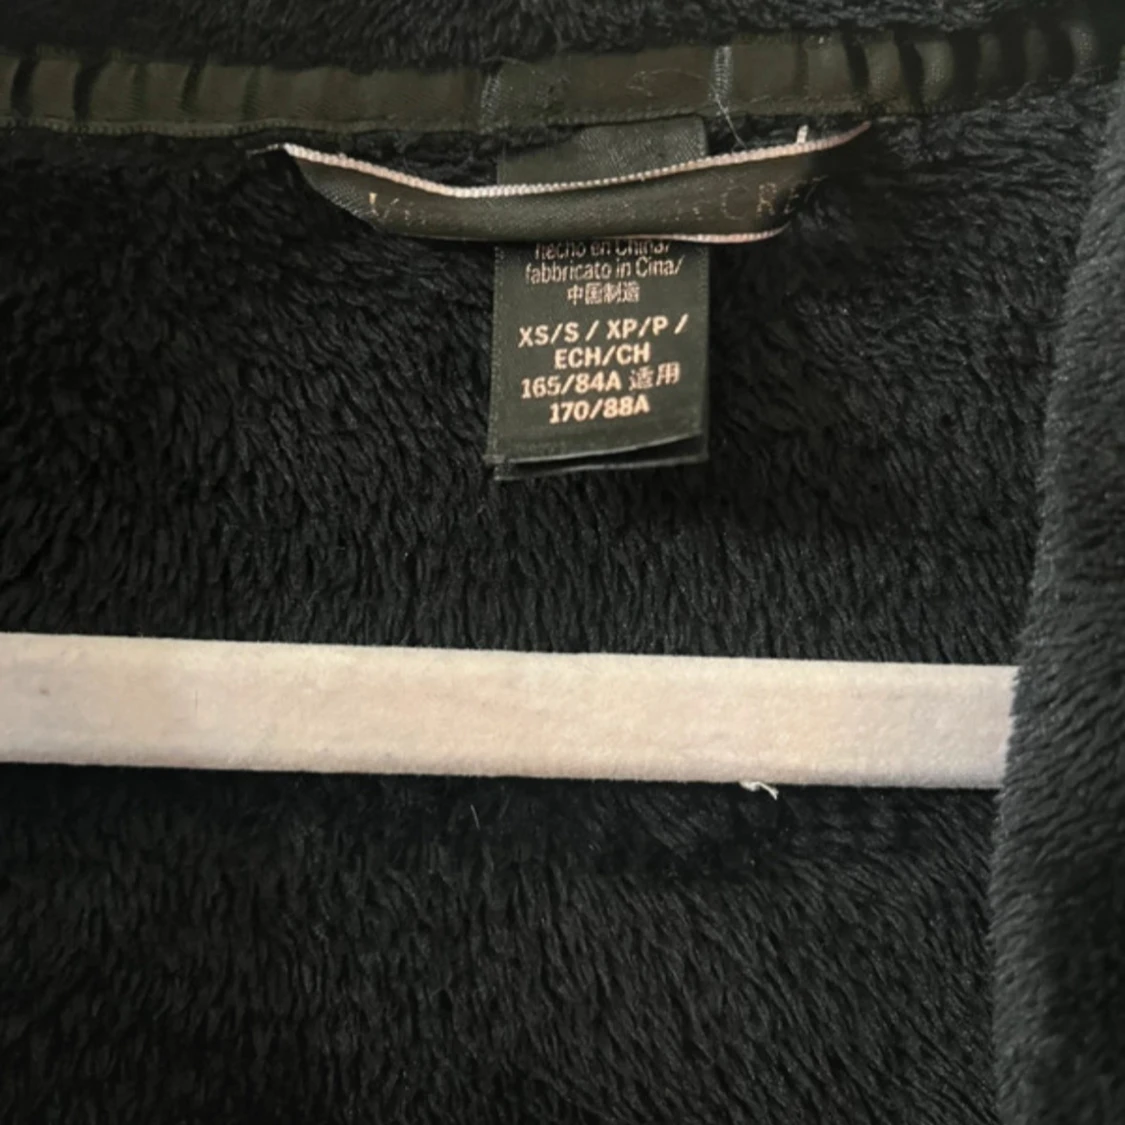 hecho en China/
fabbricato in Cina/
中国制造
XS/S / XP/P /
ECH/CH
165/84A 适用
170/88A